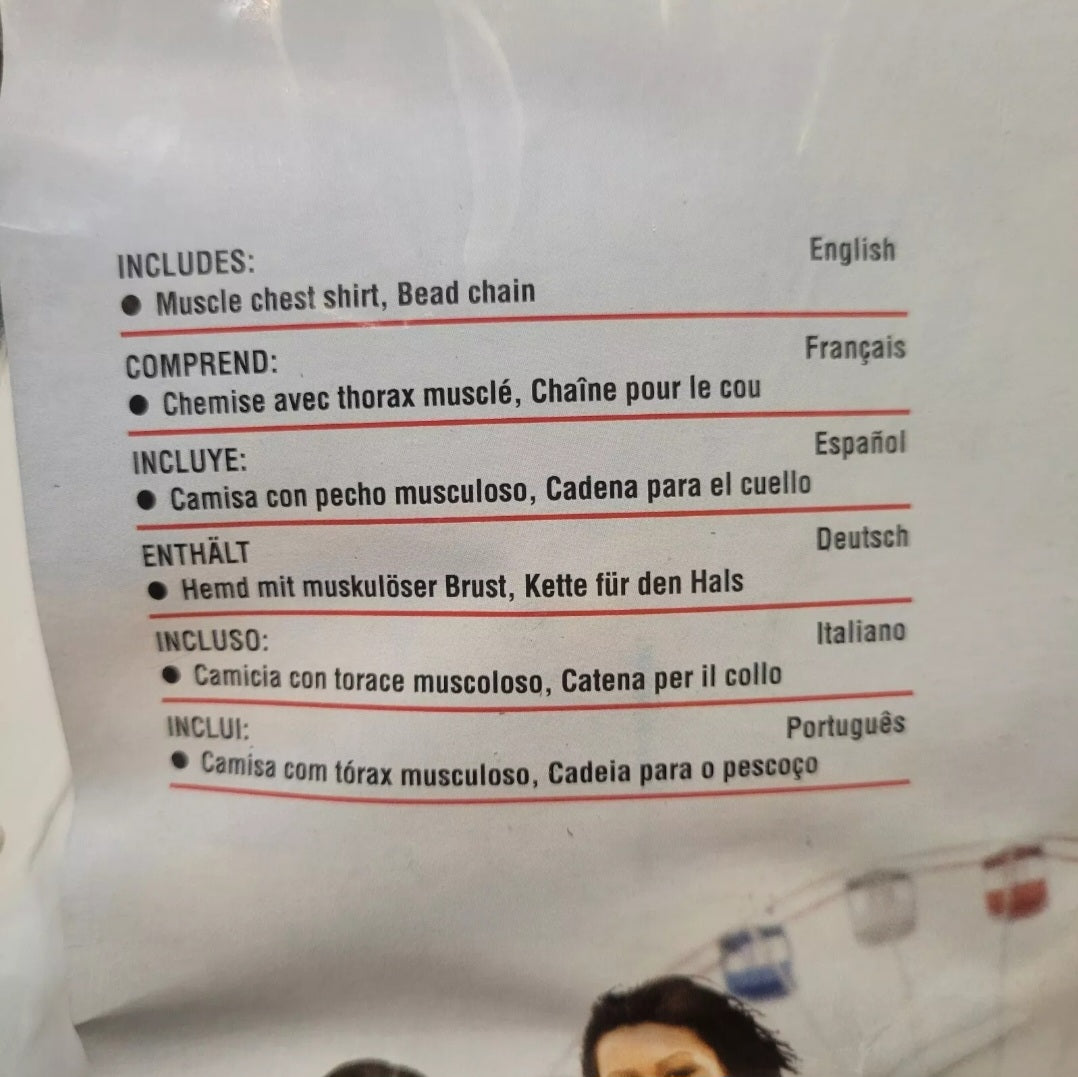 INCLUDES: English
● Muscle chest shirt, Bead chain
COMPREND: Français
● Chemise avec thorax musclé, Chaîne pour le cou
INCLUYE: Español
● Camisa con pecho musculoso, Cadena para el cuello
ENTHÄLT Deutsch
● Hemd mit muskulöser Brust, Kette für den Hals
INCLUSO: Italiano
● Camicia con torace muscoloso, Catena per il collo
INCLUI: Português
● Camisa com tórax musculoso, Cadeia para o pescoço